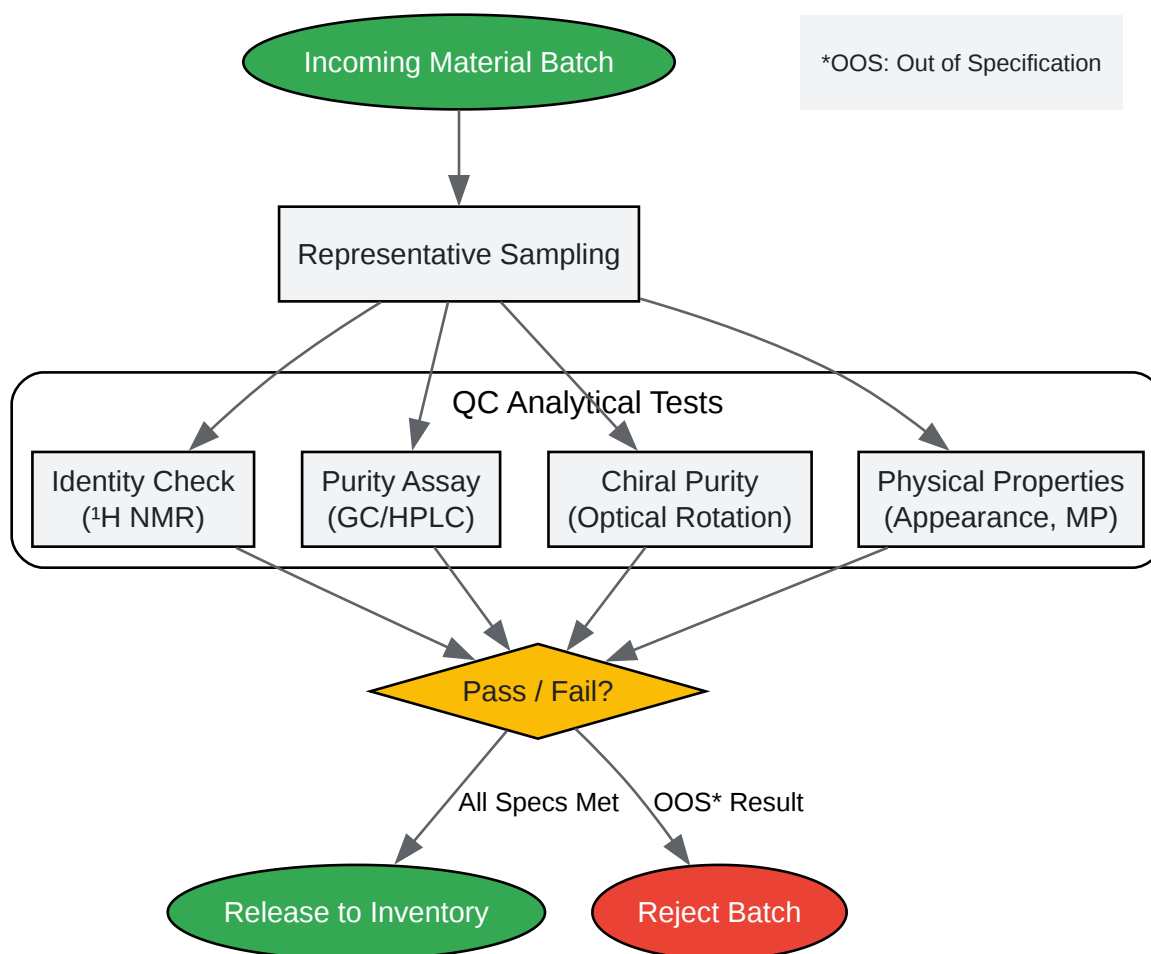 Incoming Material Batch
*OOS: Out of Specification
Representative Sampling
QC Analytical Tests
Identity Check
(¹H NMR)
Purity Assay
(GC/HPLC)
Chiral Purity
(Optical Rotation)
Physical Properties
(Appearance, MP)
Pass / Fail?
All Specs Met
OOS* Result
Release to Inventory
Reject Batch